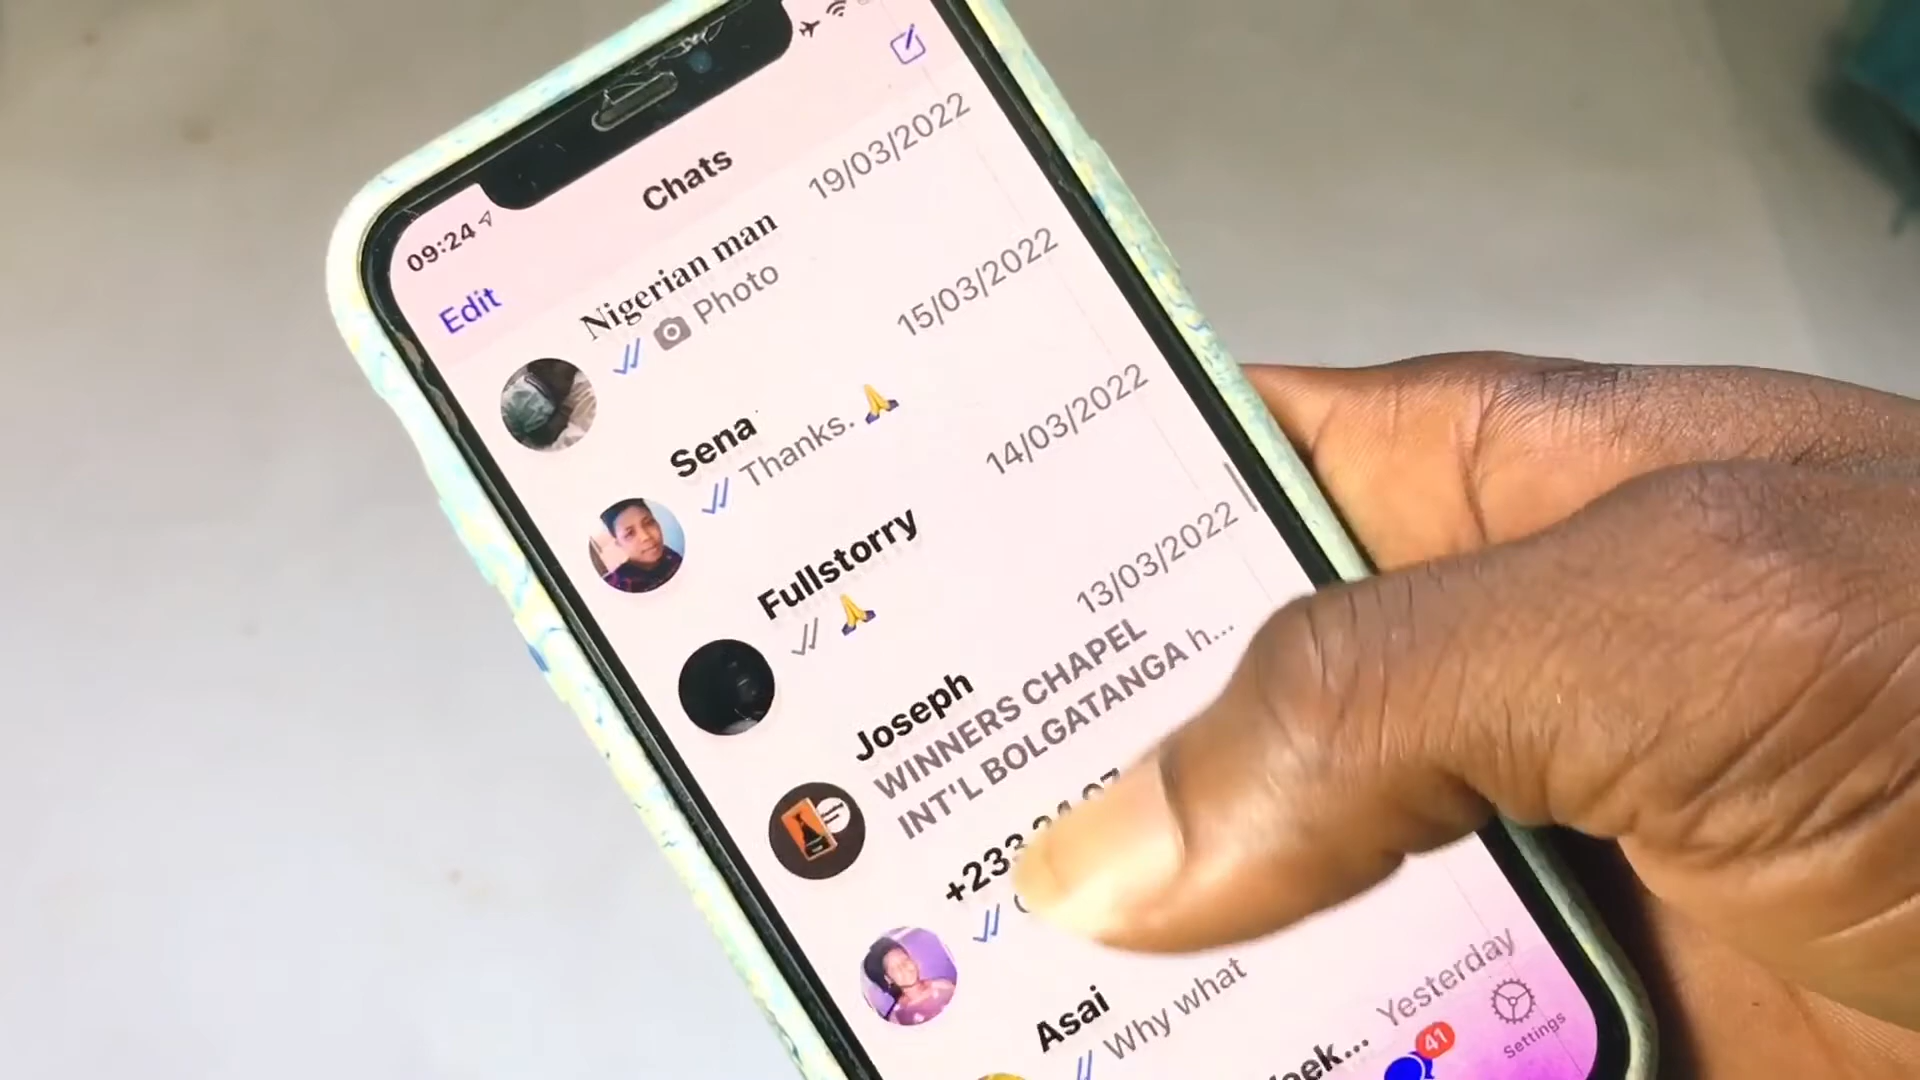 09:24
Chats
Edit
Nigerian man
19/03/2022
Photo
Sena
15/03/2022
Thanks. 🙏
Fullstorry
14/03/2022
🙏
Joseph
13/03/2022
WINNERS CHAPEL
INT'L BOLGATANGA h...
+233
Asai
Why what
Yesterday
41
Settings